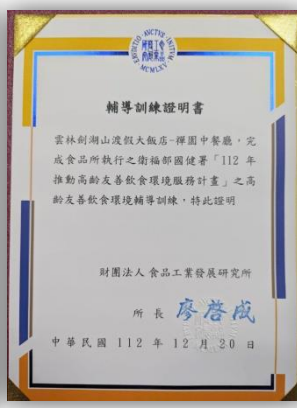 輔導訓練證明書
雲林劍湖山渡假大飯店-禪園中餐廳，完
成食品所執行之衛福部國健署「112 年
推動高齡友善飲食環境服務計畫」之高
齡友善飲食環境輔導訓練，特此證明
財團法人 食品工業發展研究所
所長 廖啓成
中華民國 112 年 12 月 20 日